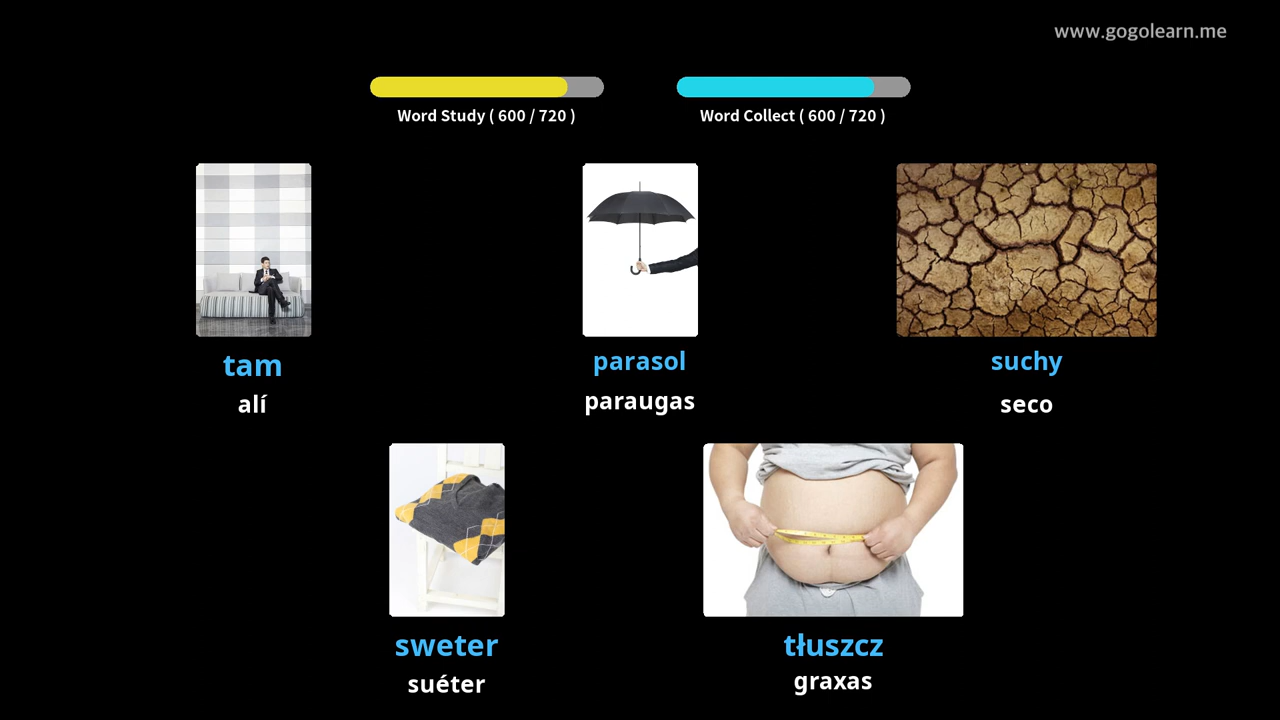 www.gogolearn.me
Word Study ( 600 / 720 )
Word Collect ( 600 / 720 )
tam
alí
parasol
paraugas
suchy
seco
sweter
suéter
tłuszcz
graxas